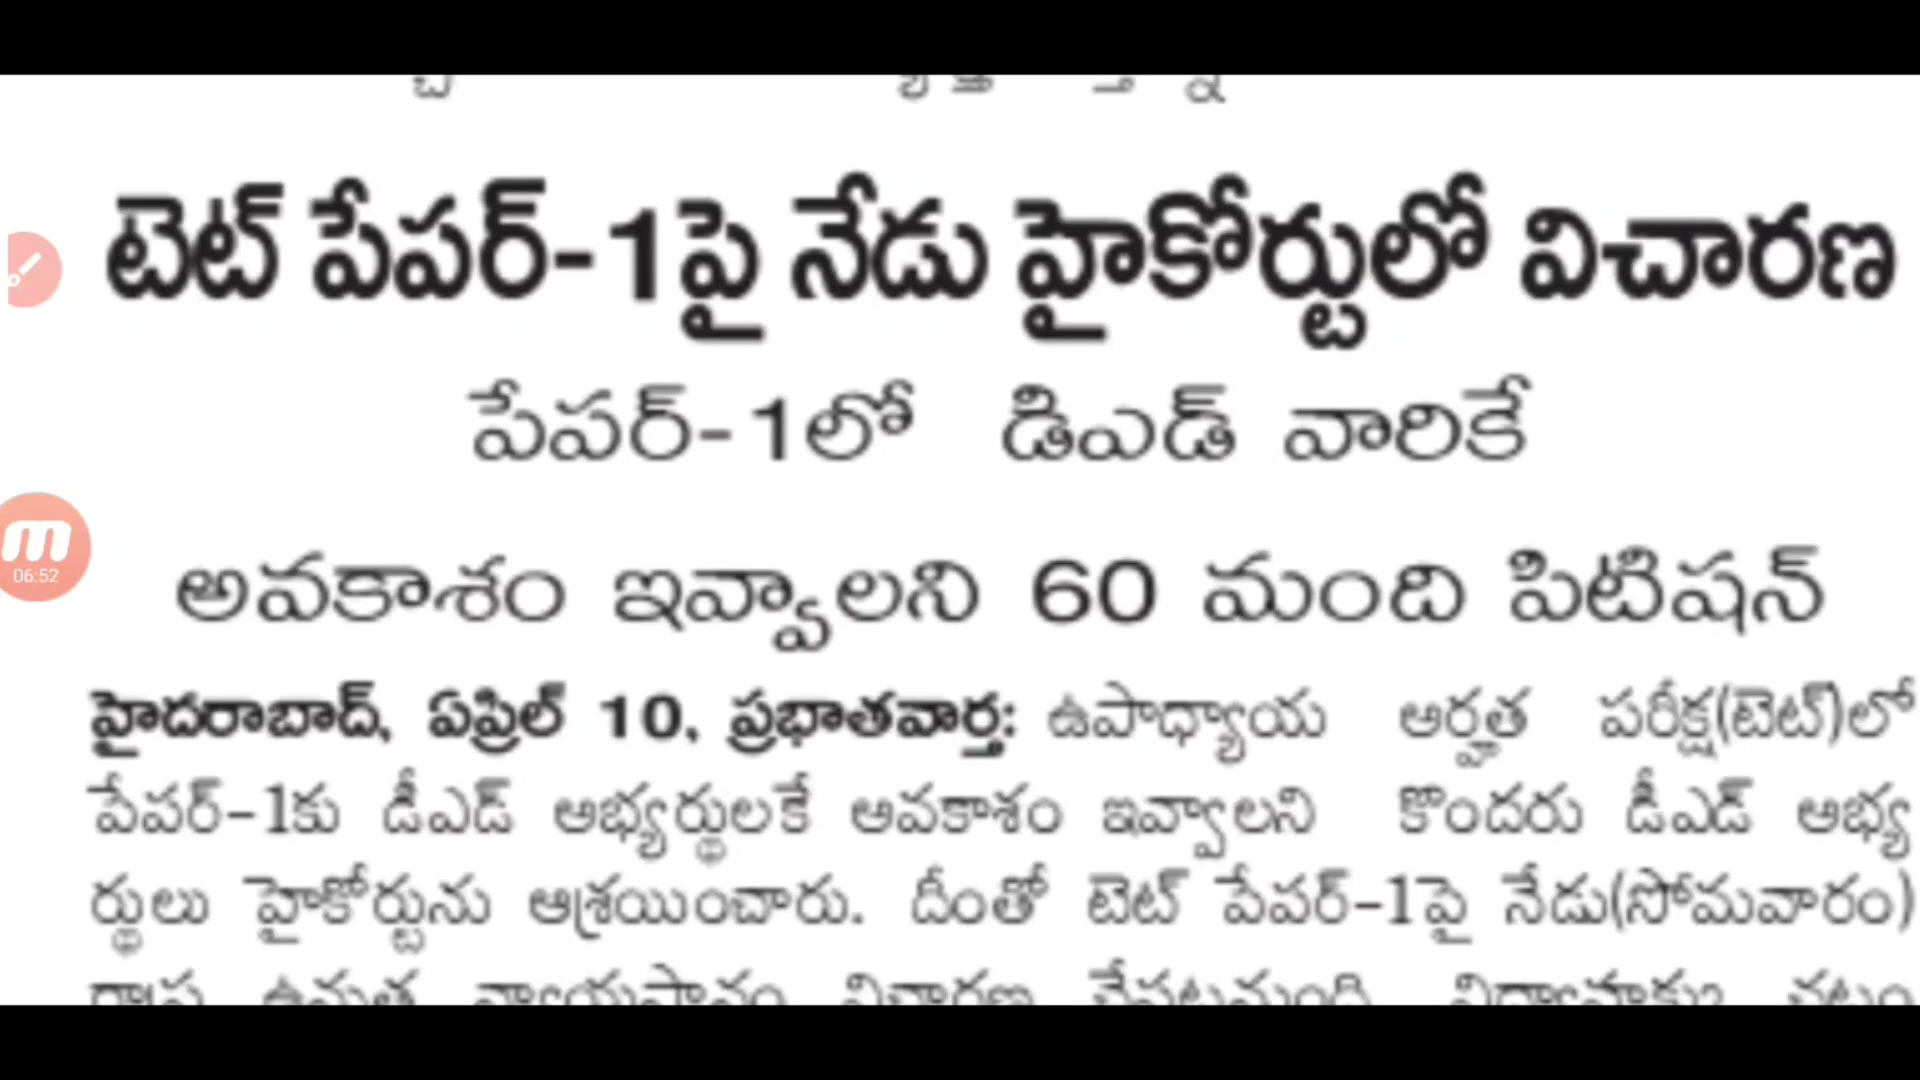 టెట్ పేపర్-1పై నేడు హైకోర్టులో విచారణ
పేపర్-1లో డిఎడ్ వారికే
m
06:52
అవకాశం ఇవ్వాలని 60 మంది పిటిషన్
హైదరాబాద్, ఏప్రిల్ 10, ప్రభాతవార్త: ఉపాధ్యాయ అర్హత పరీక్ష(టెట్)లో
పేపర్-1కు డీఎడ్ అభ్యర్థులకే అవకాశం ఇవ్వాలని కొందరు డీఎడ్ అభ్య
ర్థులు హైకోర్టును ఆశ్రయించారు. దీంతో టెట్ పేపర్-1పై నేడు(సోమవారం)